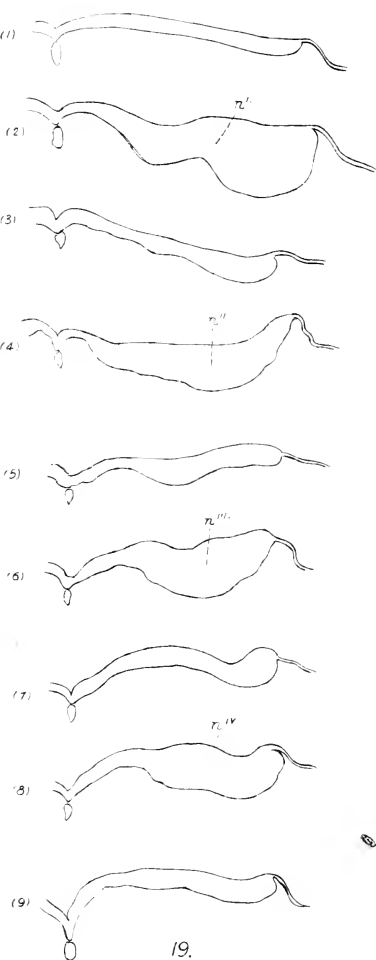 (1)
n'
(2)
(3)
n''
(4)
(5)
n'''
(6)
(7)
n^IV
(8)
(9)
19.